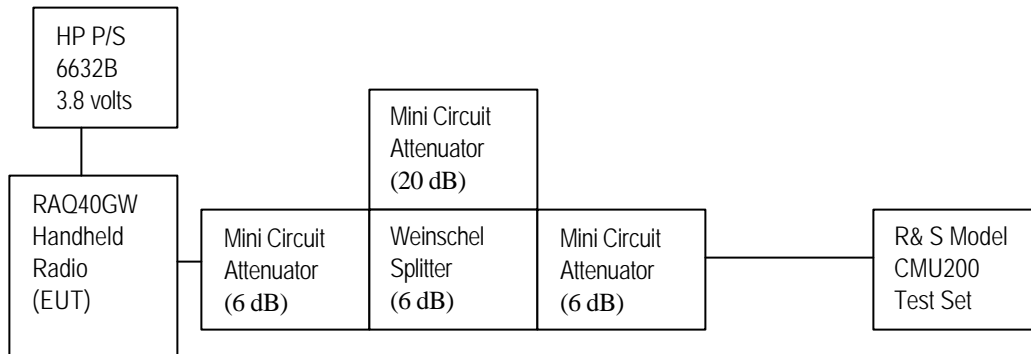 HP P/S
6632B
3.8 volts
Mini Circuit
Attenuator
(20 dB)
RAQ40GW
Handheld
Radio
(EUT)
Mini Circuit
Attenuator
(6 dB)
Weinschel
Splitter
(6 dB)
Mini Circuit
Attenuator
(6 dB)
R& S Model
CMU200
Test Set